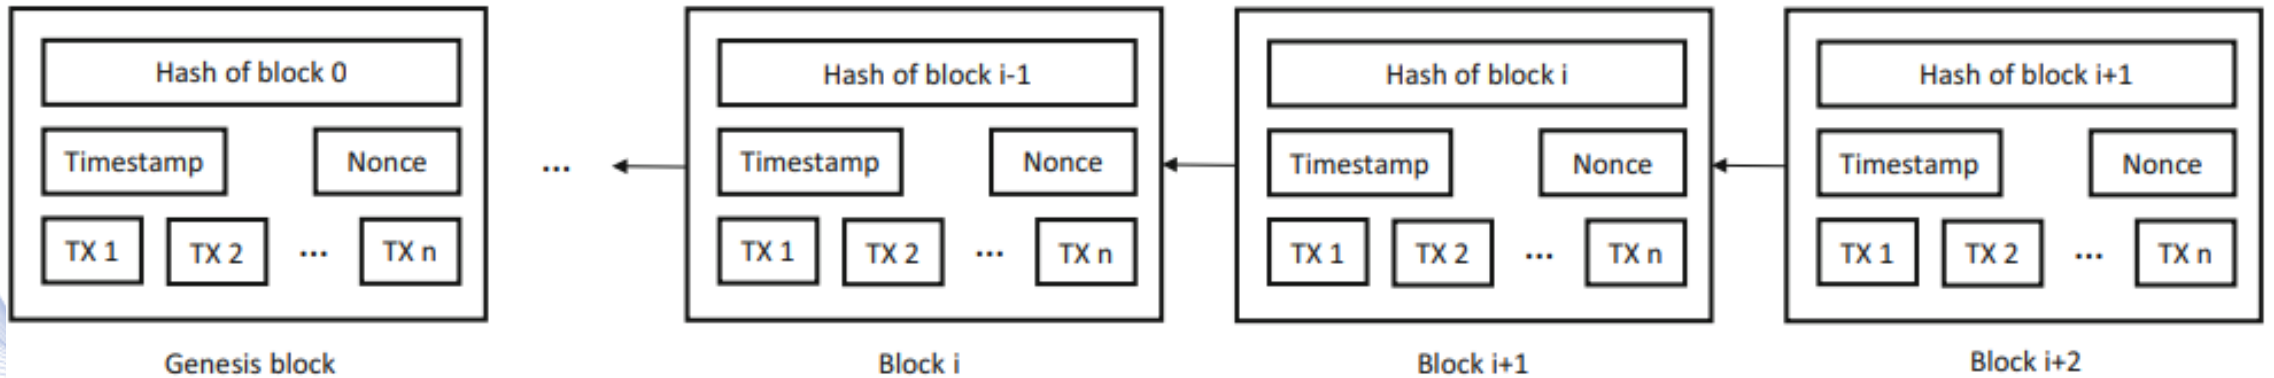 Hash of block 0
Timestamp Nonce
TX 1 TX 2 ... TX n
Genesis block
...
Hash of block i-1
Timestamp Nonce
TX 1 TX 2 ... TX n
Block i
Hash of block i
Timestamp Nonce
TX 1 TX 2 ... TX n
Block i+1
Hash of block i+1
Timestamp Nonce
TX 1 TX 2 ... TX n
Block i+2